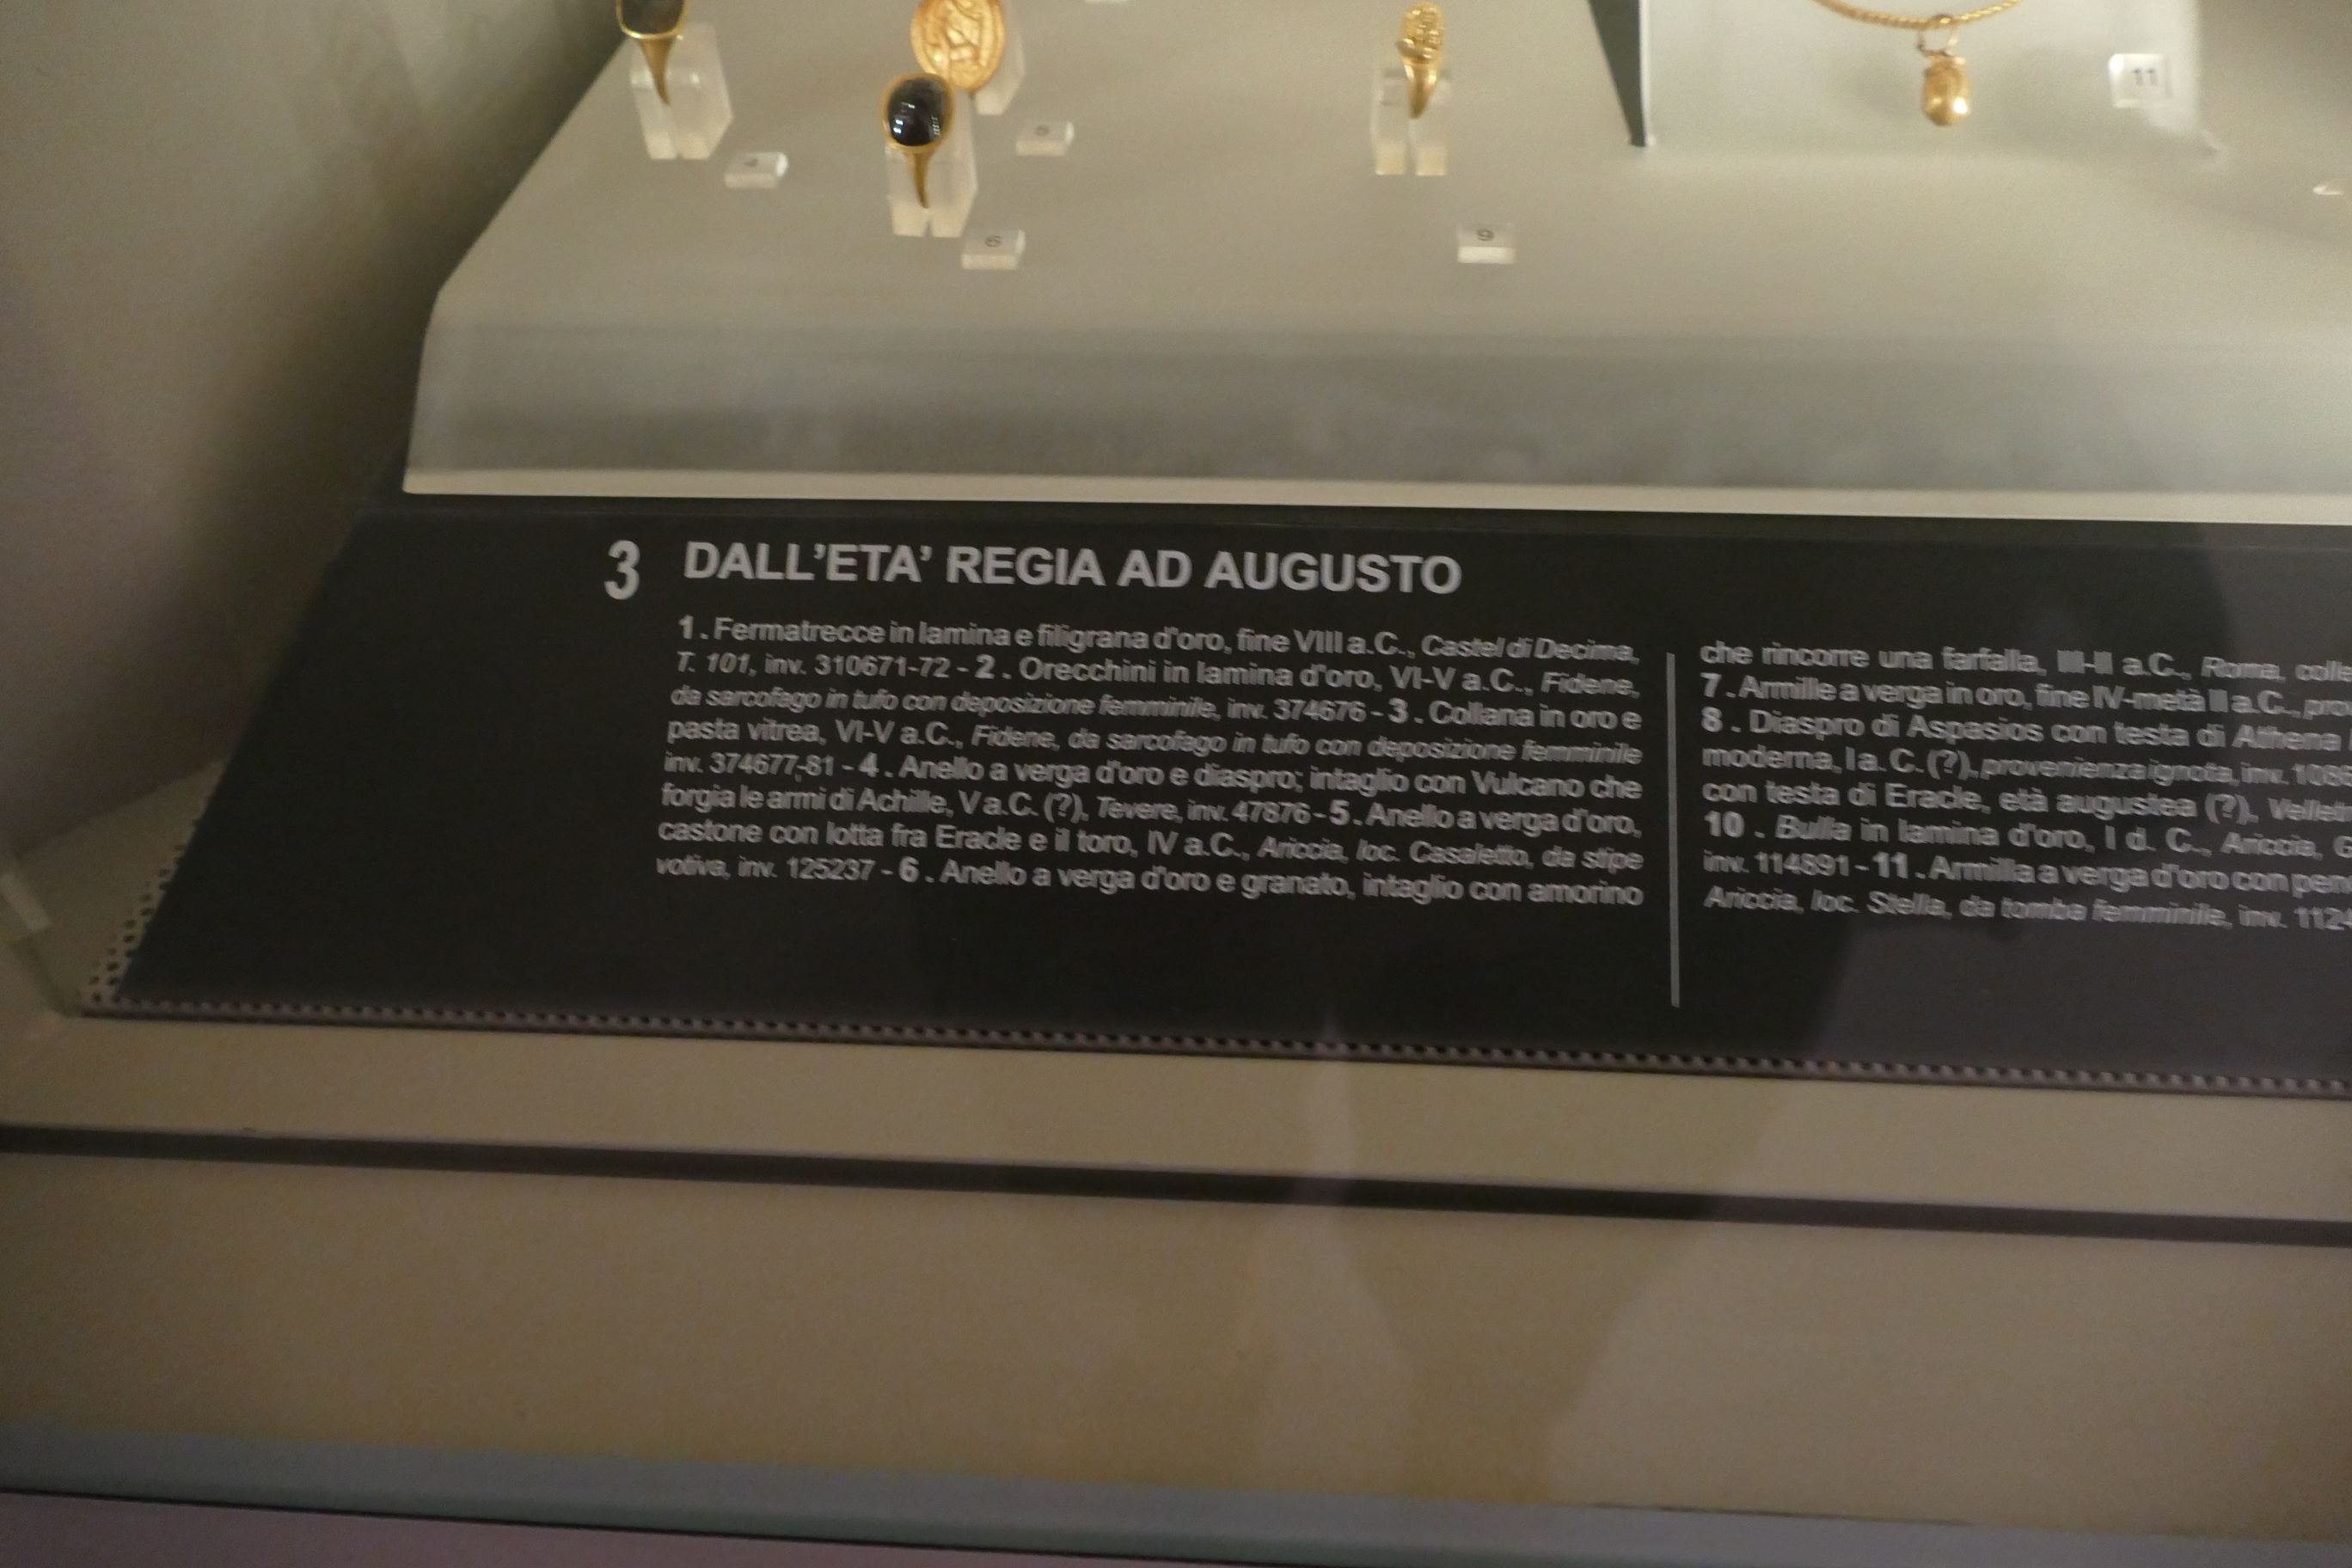 11
5
6
9
3 DALL'ETA' REGIA AD AUGUSTO
1 . Fermatrecce in lamina e filigrana d'oro, fine VIII a.C., Castel di Decima,
T. 101, inv. 310671-72 - 2 . Orecchini in lamina d'oro, VI-V a.C., Fidene,
da sarcofago in tufo con deposizione femminile, inv. 374676 - 3 . Collana in oro e
pasta vitrea, VI-V a.C., Fidene, da sarcofago in tufo con deposizione femminile
inv. 374677-81 - 4 . Anello a verga d'oro e diaspro; intaglio con Vulcano che
forgia le armi di Achille, V a.C. (?), Tevere, inv. 47876 - 5 . Anello a verga d'oro,
castone con lotta fra Eracle e il toro, IV a.C., Ariccia, loc. Casaletto, da stipe
votiva, inv. 125237 - 6 . Anello a verga d'oro e granato, intaglio con amorino
che rincorre una farfalla, III-II a.C., Roma,
7 . Armille a verga in oro, fine IV-metà II a.C.,
8 . Diaspro di Aspasios con testa di Athena
moderna, I a. C. (?), provenienza ignota, inv.
con testa di Eracle, età augustea (?),
10 . Bulla in lamina d'oro, I d. C., Ariccia,
inv. 114891 - 11 . Armilla a verga d'oro con
Ariccia, loc. Stella, da tomba femminile, inv.